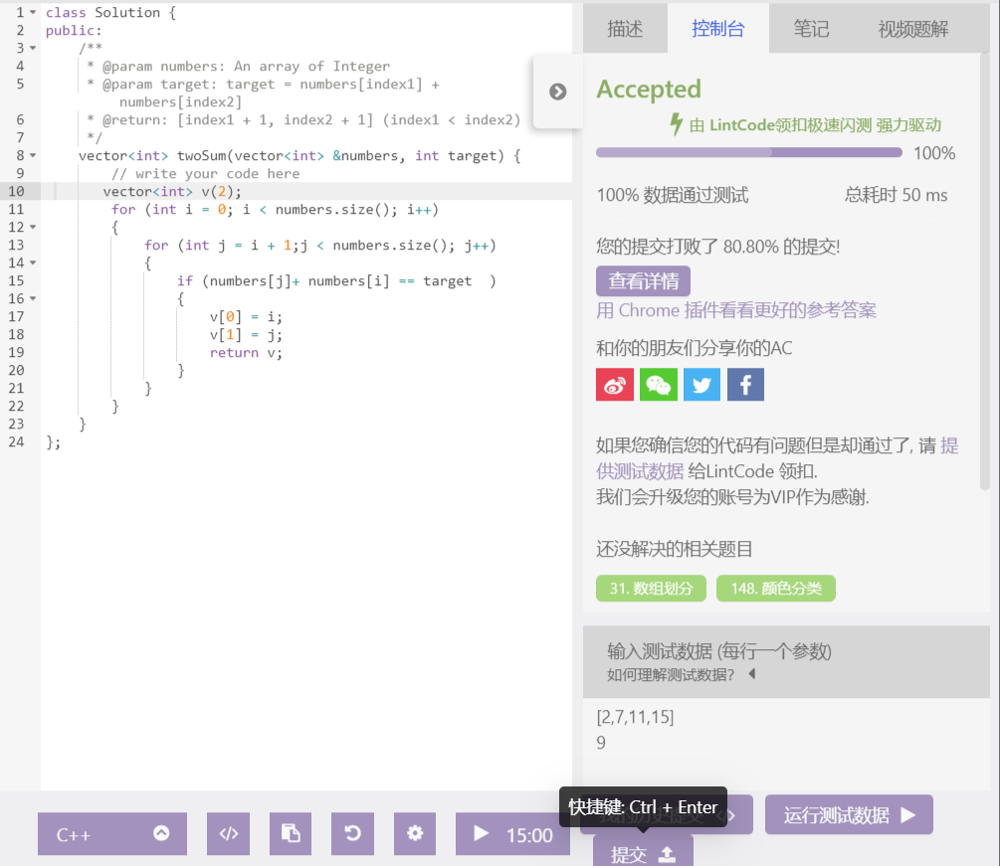 1 class Solution {
2 public:
3 /**
4 * @param numbers: An array of Integer
5 * @param target: target = numbers[index1] +
numbers[index2]
6 * @return: [index1 + 1, index2 + 1] (index1 < index2)
7 */
8 vector<int> twoSum(vector<int> &numbers, int target) {
9 // write your code here
10 vector<int> v(2);
11 for (int i = 0; i < numbers.size(); i++)
12 {
13 for (int j = i + 1;j < numbers.size(); j++)
14 {
15 if (numbers[j]+ numbers[i] == target  )
16 {
17 v[0] = i;
18 v[1] = j;
19 return v;
20 }
21 }
22 }
23 }
24 };
C++
</>
15:00
描述 控制台 笔记 视频题解
Accepted
由 LintCode领扣极速闪测 强力驱动
100%
100% 数据通过测试 总耗时 50 ms
您的提交打败了 80.80% 的提交!
查看详情
用 Chrome 插件看看更好的参考答案
和你的朋友们分享你的AC
如果您确信您的代码有问题但是却通过了, 请 提
供测试数据 给LintCode 领扣.
我们会升级您的账号为VIP作为感谢.
还没解决的相关题目
31. 数组划分 148. 颜色分类
输入测试数据 (每行一个参数)
如何理解测试数据?
[2,7,11,15]
9
快捷键: Ctrl + Enter
运行测试数据
提交